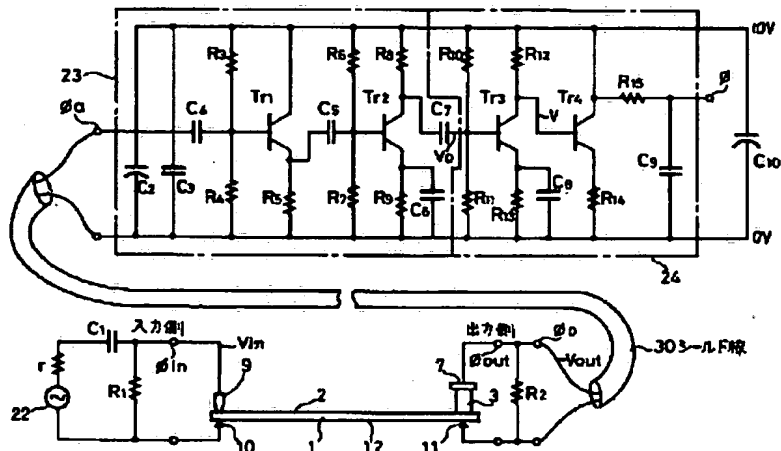 23
φa
C4
C2
C3
R3
R4
Tr1
R5
C5
R6
R7
R8
Tr2
R9
C6
C7
VD
R10
R11
R12
Tr3
R13
C8
V
Tr4
R14
R15
φ
C9
10V
C10
0V
24
22
r
C1
R1
入力側
φin
Vin
9
10
2
1
12
11
7
3
出力側
φout
φD
Vout
R2
30シールド線